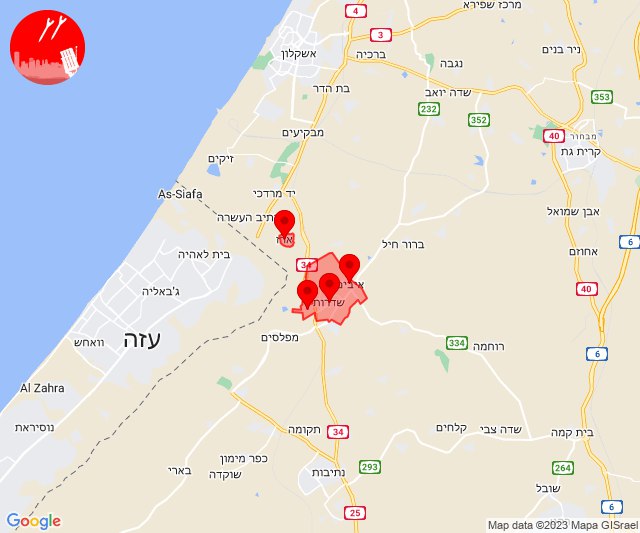 מרכז שפירא
4
3
אשקלון
ברכיה
ניר בנים
נגבה
בת הדר
שדה יואב
353
232
352
מבקיעים
40
מבחור
קרית גת
זיקים
As-Siafa
יד מרדכי
נתיב העשרה
אבן שמואל
ארז
בית לאהיה
ברור חיל
6
אחוזם
34
איבים
ג'באליה
40
שדרות
עזה
וואחש
מפלסים
334
רוחמה
6
Al Zahra
נוסיראת
תקומה
34
קלחים
שדה צבי
בית קמה
כפר מימון
שוקדה
בארי
נתיבות
293
264
שובל
25
40
6
Google
Map data ©2023 Mapa GISrael